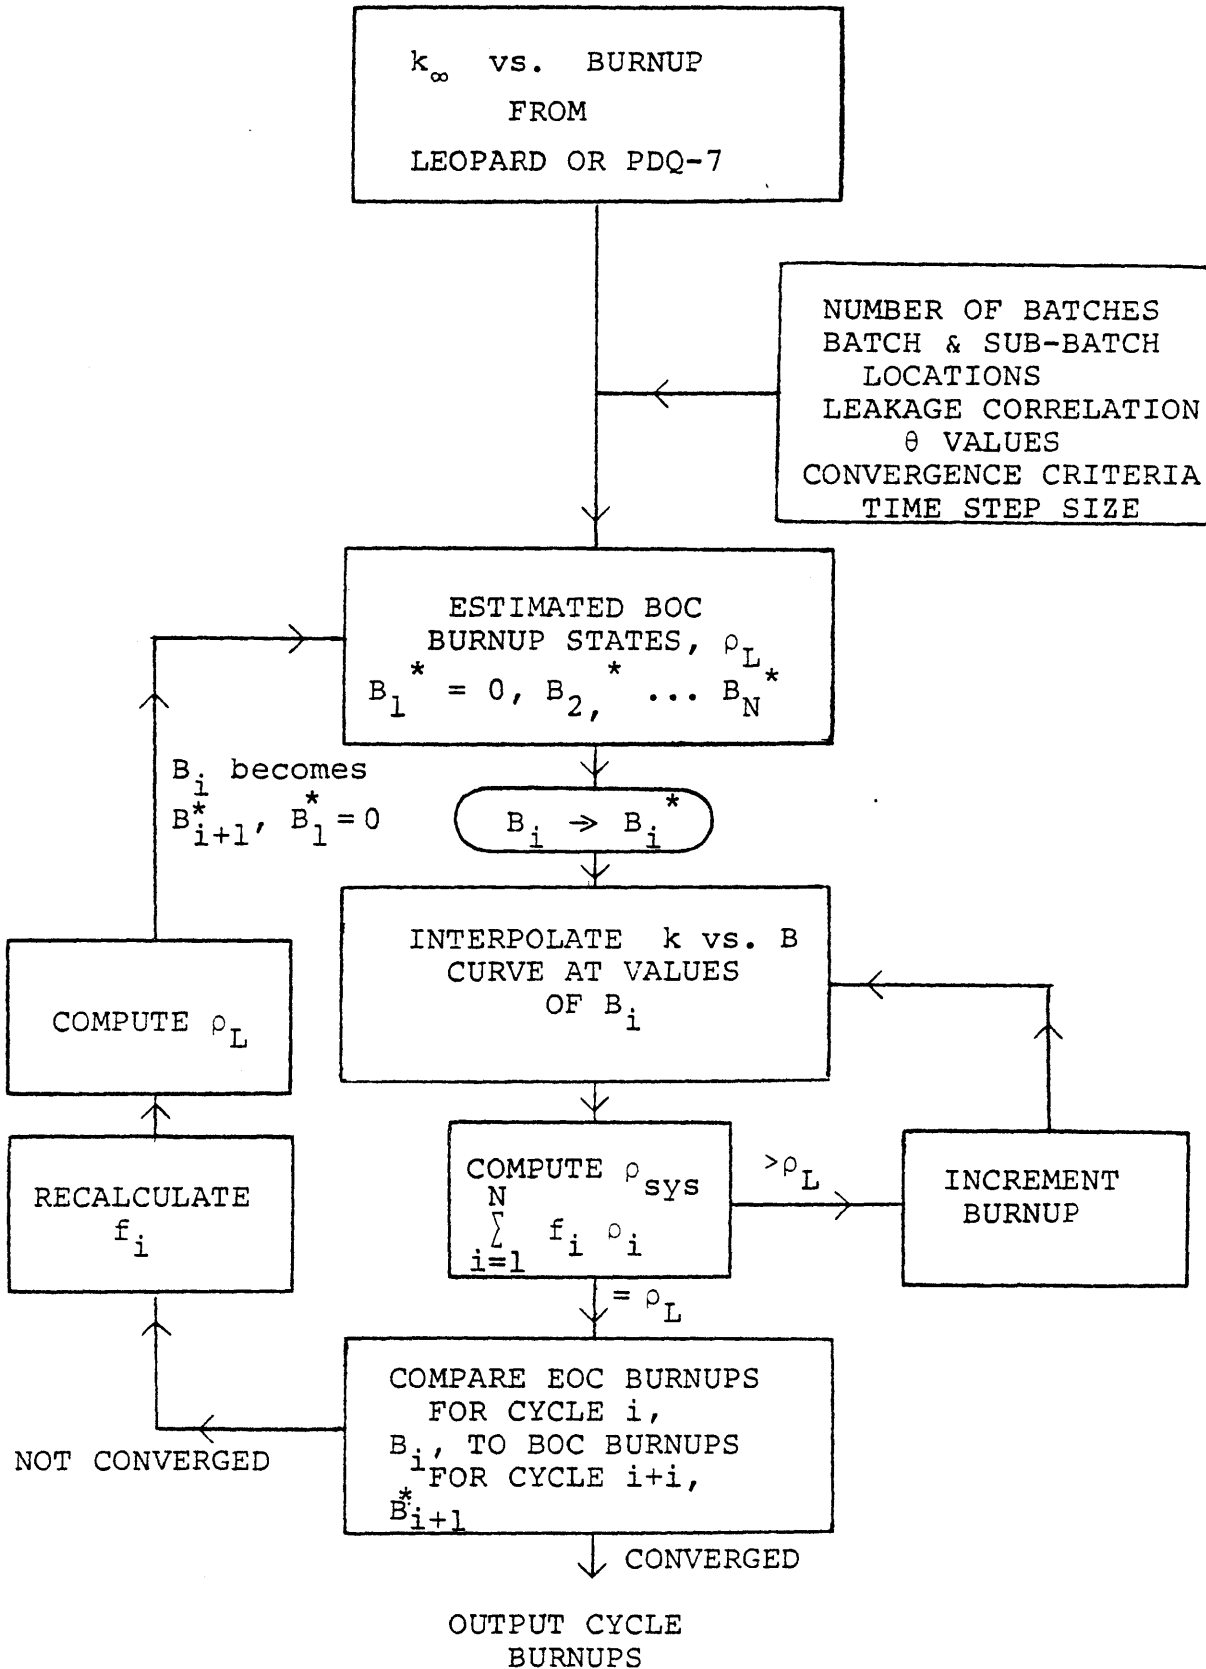 k∞ vs. BURNUP
FROM
LEOPARD OR PDQ-7
NUMBER OF BATCHES
BATCH & SUB-BATCH
LOCATIONS
LEAKAGE CORRELATION
θ VALUES
CONVERGENCE CRITERIA
TIME STEP SIZE
ESTIMATED BOC
BURNUP STATES, ρL
B1* = 0, B2,* ... BN*
Bi becomes
B*i+1, B1* = 0
Bi → Bi*
INTERPOLATE k vs. B
CURVE AT VALUES
OF Bi
COMPUTE ρL
RECALCULATE
fi
COMPUTE ρsys
N
∑ fi ρi
i=1
>ρL
INCREMENT
BURNUP
= ρL
COMPARE EOC BURNUPS
FOR CYCLE i,
Bi, TO BOC BURNUPS
FOR CYCLE i+i,
B*i+1
NOT CONVERGED
CONVERGED
OUTPUT CYCLE
BURNUPS